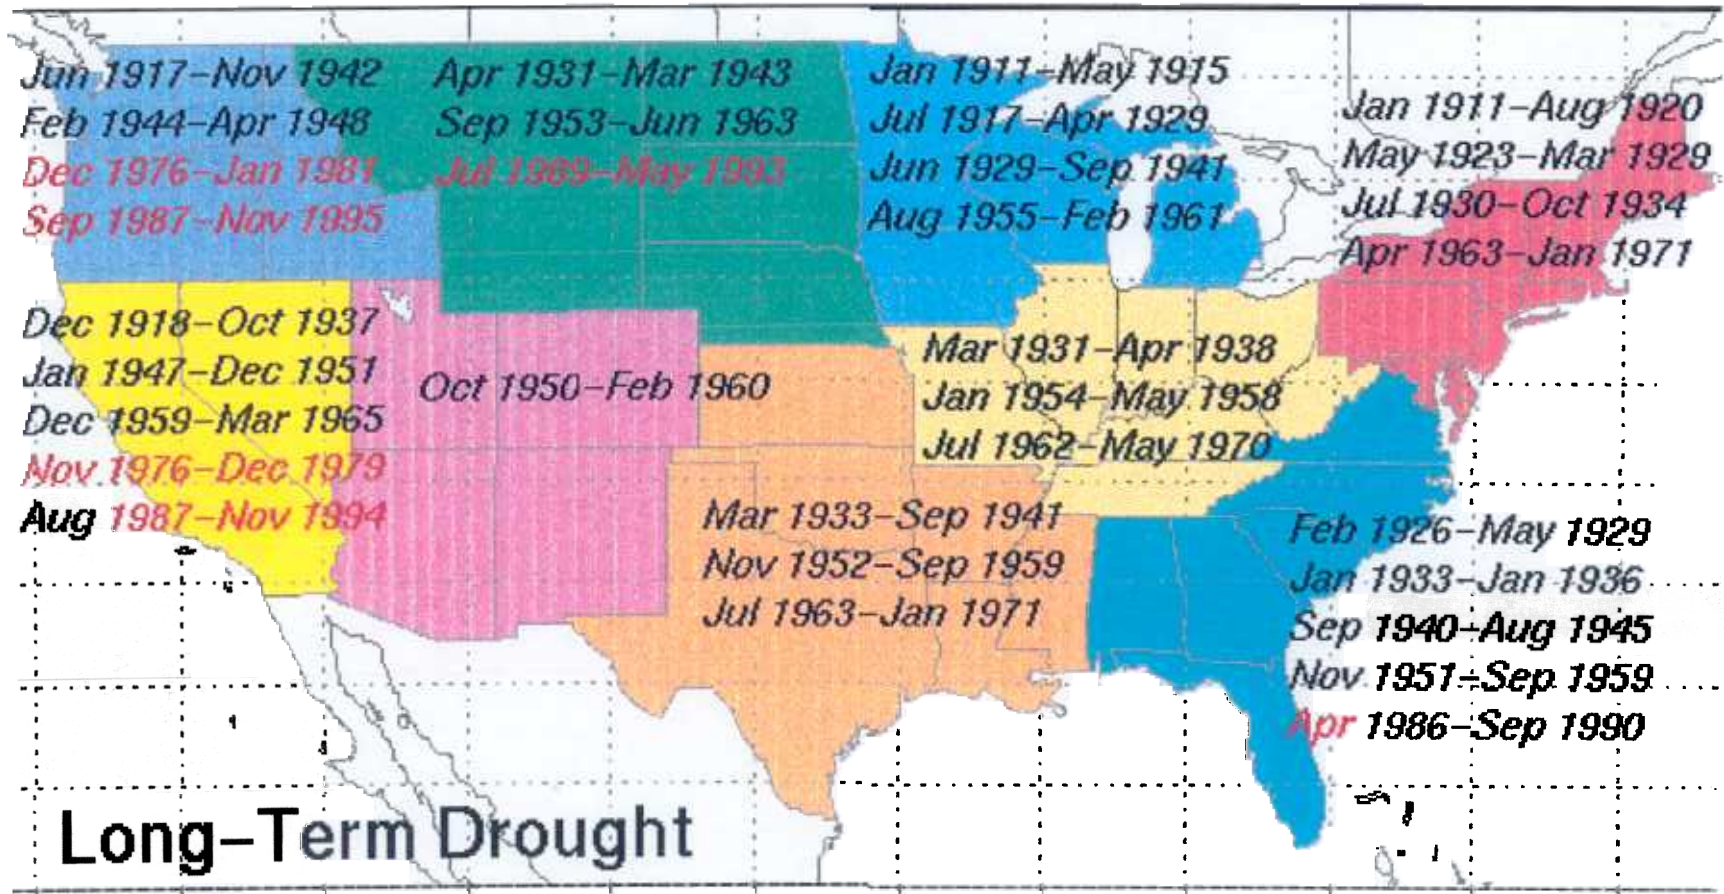 Jun 1917-Nov 1942
Feb 1944-Apr 1948
Dec 1976-Jan 1981
Sep 1987-Nov 1995
Apr 1931-Mar 1943
Sep 1953-Jun 1963
Jul 1989-May 1993
Jan 1911-May 1915
Jul 1917-Apr 1929
Jun 1929-Sep 1941
Aug 1955-Feb 1961
Jan 1911-Aug 1920
May 1923-Mar 1929
Jul 1930-Oct 1934
Apr 1963-Jan 1971
Dec 1918-Oct 1937
Jan 1947-Dec 1951
Dec 1959-Mar 1965
Nov 1976-Dec 1979
Aug 1987-Nov 1994
Oct 1950-Feb 1960
Mar 1931-Apr 1938
Jan 1954-May 1958
Jul 1962-May 1970
Mar 1933-Sep 1941
Nov 1952-Sep 1959
Jul 1963-Jan 1971
Feb 1926-May 1929
Jan 1933-Jan 1936
Sep 1940-Aug 1945
Nov 1951-Sep 1959
Apr 1986-Sep 1990
Long-Term Drought